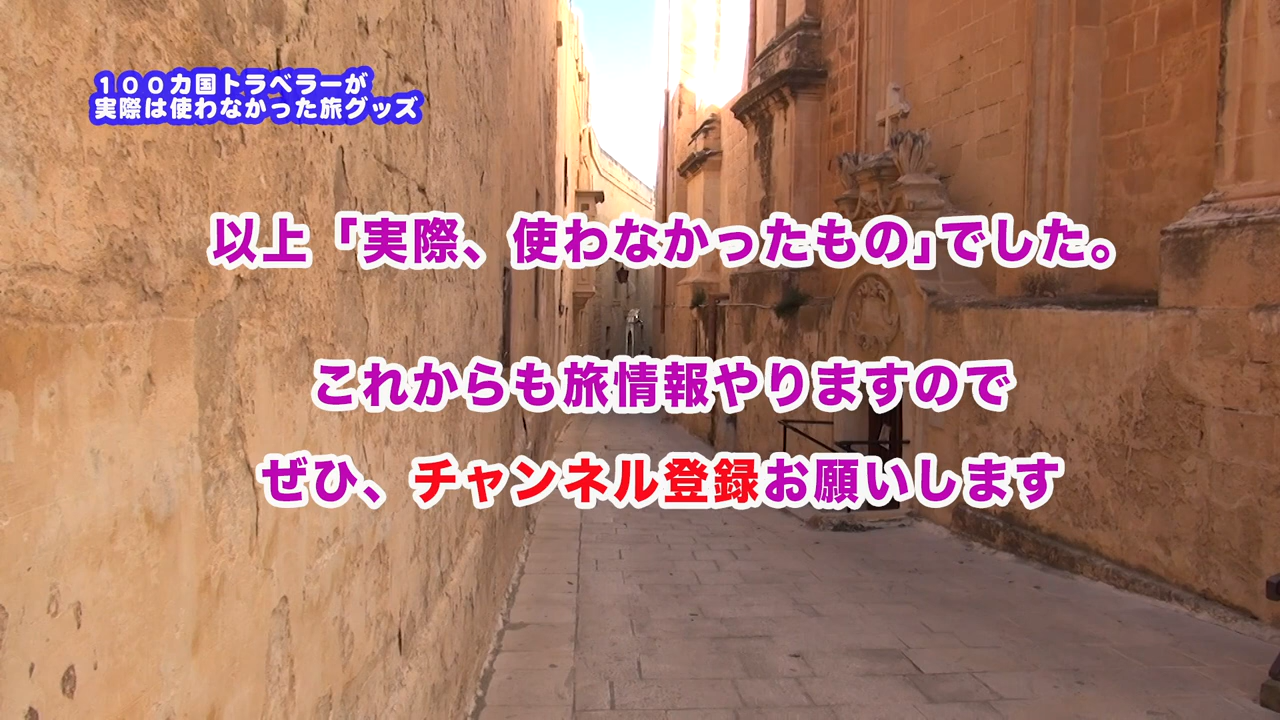 １００カ国トラベラーが
実際は使わなかった旅グッズ
以上「実際、使わなかったもの」でした。
これからも旅情報やりますので
ぜひ、チャンネル登録お願いします